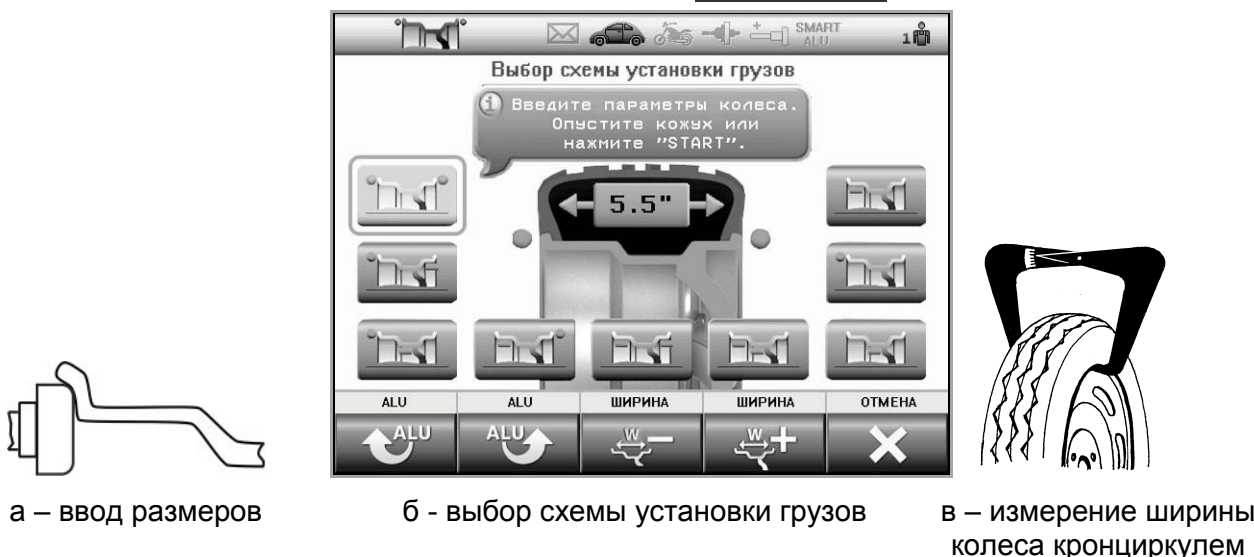 SMART
ALU
1
Выбор схемы установки грузов
i Введите параметры колеса.
Опустите кожух или
нажмите "START".
5.5"
ALU ALU ШИРИНА ШИРИНА ОТМЕНА
ALU ALU W W
а – ввод размеров
б - выбор схемы установки грузов
в – измерение ширины
колеса кронциркулем